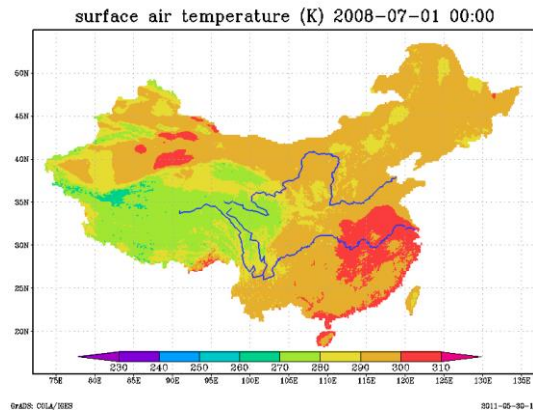 surface air temperature (K) 2008-07-01 00:00
50N
45N
40N
35N
30N
25N
20N
230 240 250 260 270 280 290 300 310
75E 80E 85E 90E 95E 100E 105E 110E 115E 120E 125E 130E 135E
GrADS: COLA/IGES